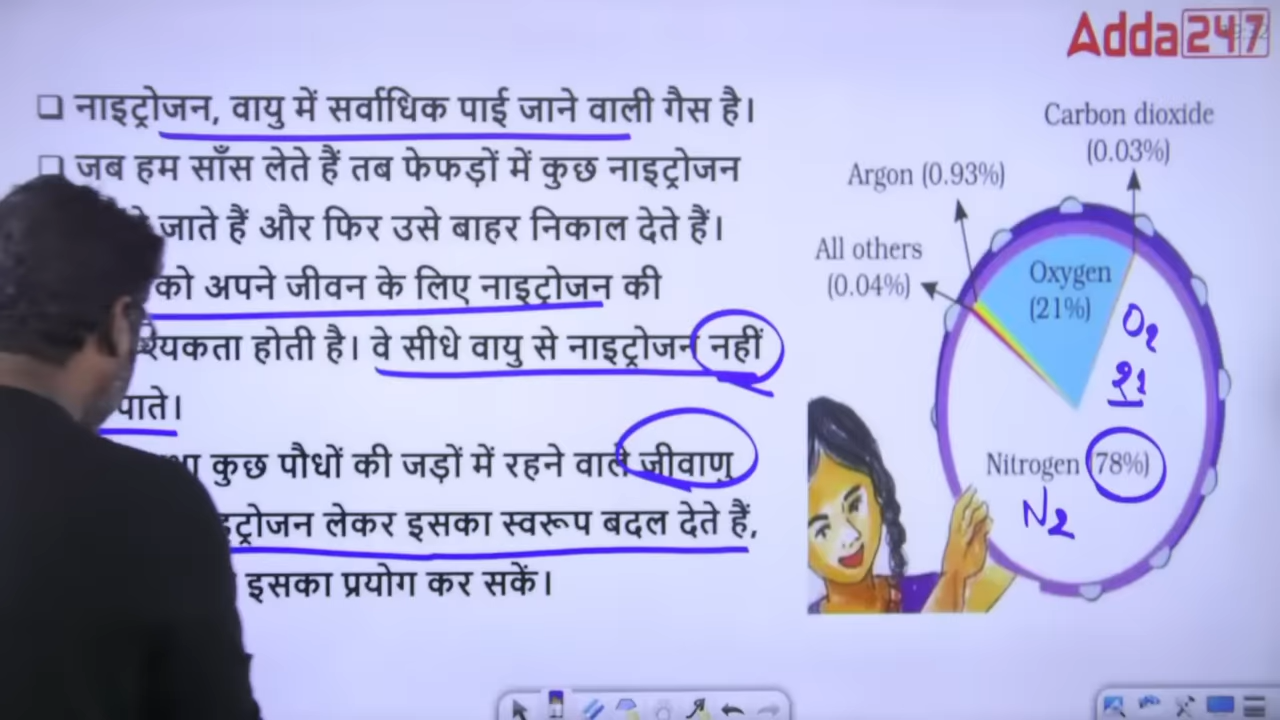 Adda247
❑ नाइट्रोजन, वायु में सर्वाधिक पाई जाने वाली गैस है।
❑ जब हम साँस लेते हैं तब फेफड़ों में कुछ नाइट्रोजन
जाते हैं और फिर उसे बाहर निकाल देते हैं।
को अपने जीवन के लिए नाइट्रोजन की
होती है। वे सीधे वायु से नाइट्रोजन नहीं
पाते।
कुछ पौधों की जड़ों में रहने वाले जीवाणु
लेकर इसका स्वरूप बदल देते हैं,
इसका प्रयोग कर सकें।
Carbon dioxide
(0.03%)
Argon (0.93%)
All others
(0.04%)
Oxygen
(21%)
O2
21
Nitrogen (78%)
N2